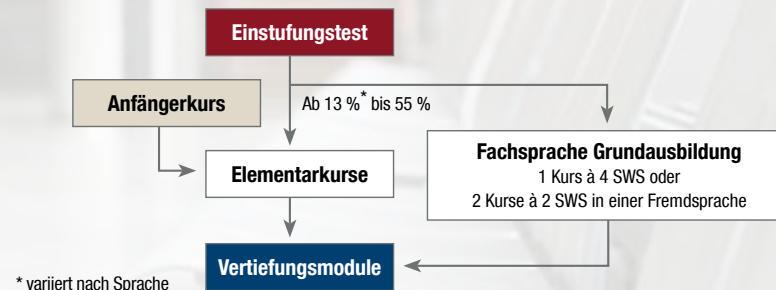 Einstufungstest
Anfängerkurs
Ab 13 %* bis 55 %
Elementarkurse
Fachsprache Grundausbildung
1 Kurs à 4 SWS oder
2 Kurse à 2 SWS in einer Fremdsprache
Vertiefungsmodule
* variiert nach Sprache